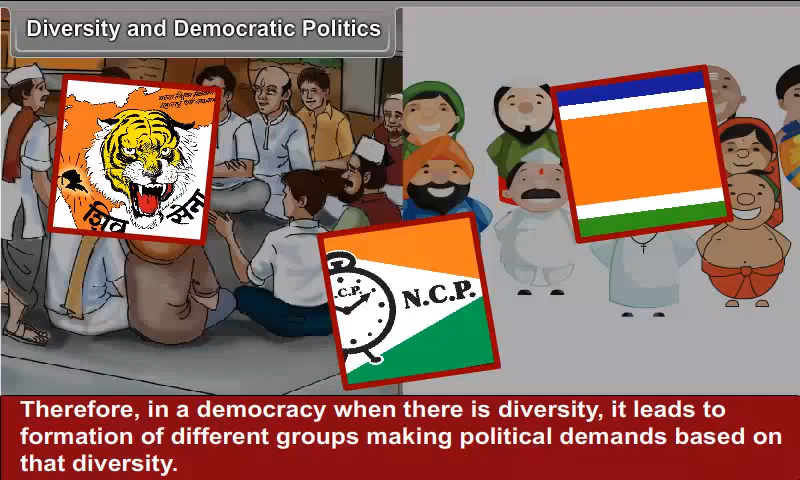 Diversity and Democratic Politics
शिव सेना
.C.P.
N.C.P.
Therefore, in a democracy when there is diversity, it leads to
formation of different groups making political demands based on
that diversity.